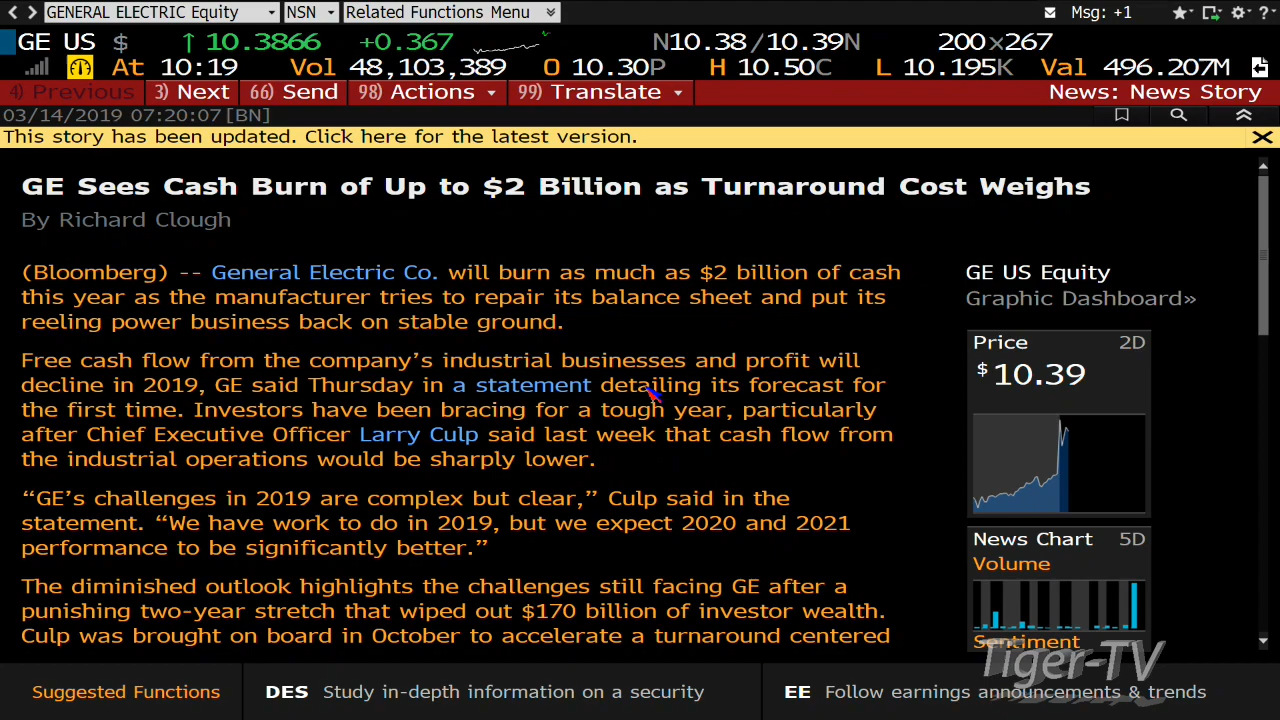 GENERAL ELECTRIC Equity NSN Related Functions Menu Msg: +1 ?
GE US $ ↑ 10.3866 +0.367 N10.38/10.39N 200×267
At 10:19 Vol 48,103,389 O 10.30P H 10.50C L 10.195K Val 496.207M
4) Previous 3) Next 66) Send 98) Actions 99) Translate News: News Story
03/14/2019 07:20:07 [BN]
This story has been updated. Click here for the latest version.
GE Sees Cash Burn of Up to $2 Billion as Turnaround Cost Weighs
By Richard Clough
(Bloomberg) -- General Electric Co. will burn as much as $2 billion of cash
this year as the manufacturer tries to repair its balance sheet and put its
reeling power business back on stable ground.
Free cash flow from the company's industrial businesses and profit will
decline in 2019, GE said Thursday in a statement detailing its forecast for
the first time. Investors have been bracing for a tough year, particularly
after Chief Executive Officer Larry Culp said last week that cash flow from
the industrial operations would be sharply lower.
“GE's challenges in 2019 are complex but clear,” Culp said in the
statement. “We have work to do in 2019, but we expect 2020 and 2021
performance to be significantly better.”
The diminished outlook highlights the challenges still facing GE after a
punishing two-year stretch that wiped out $170 billion of investor wealth.
Culp was brought on board in October to accelerate a turnaround centered
GE US Equity
Graphic Dashboard»
Price 2D
$10.39
News Chart 5D
Volume
Sentiment
Tiger-TV
Suggested Functions DES Study in-depth information on a security EE Follow earnings announcements & trends